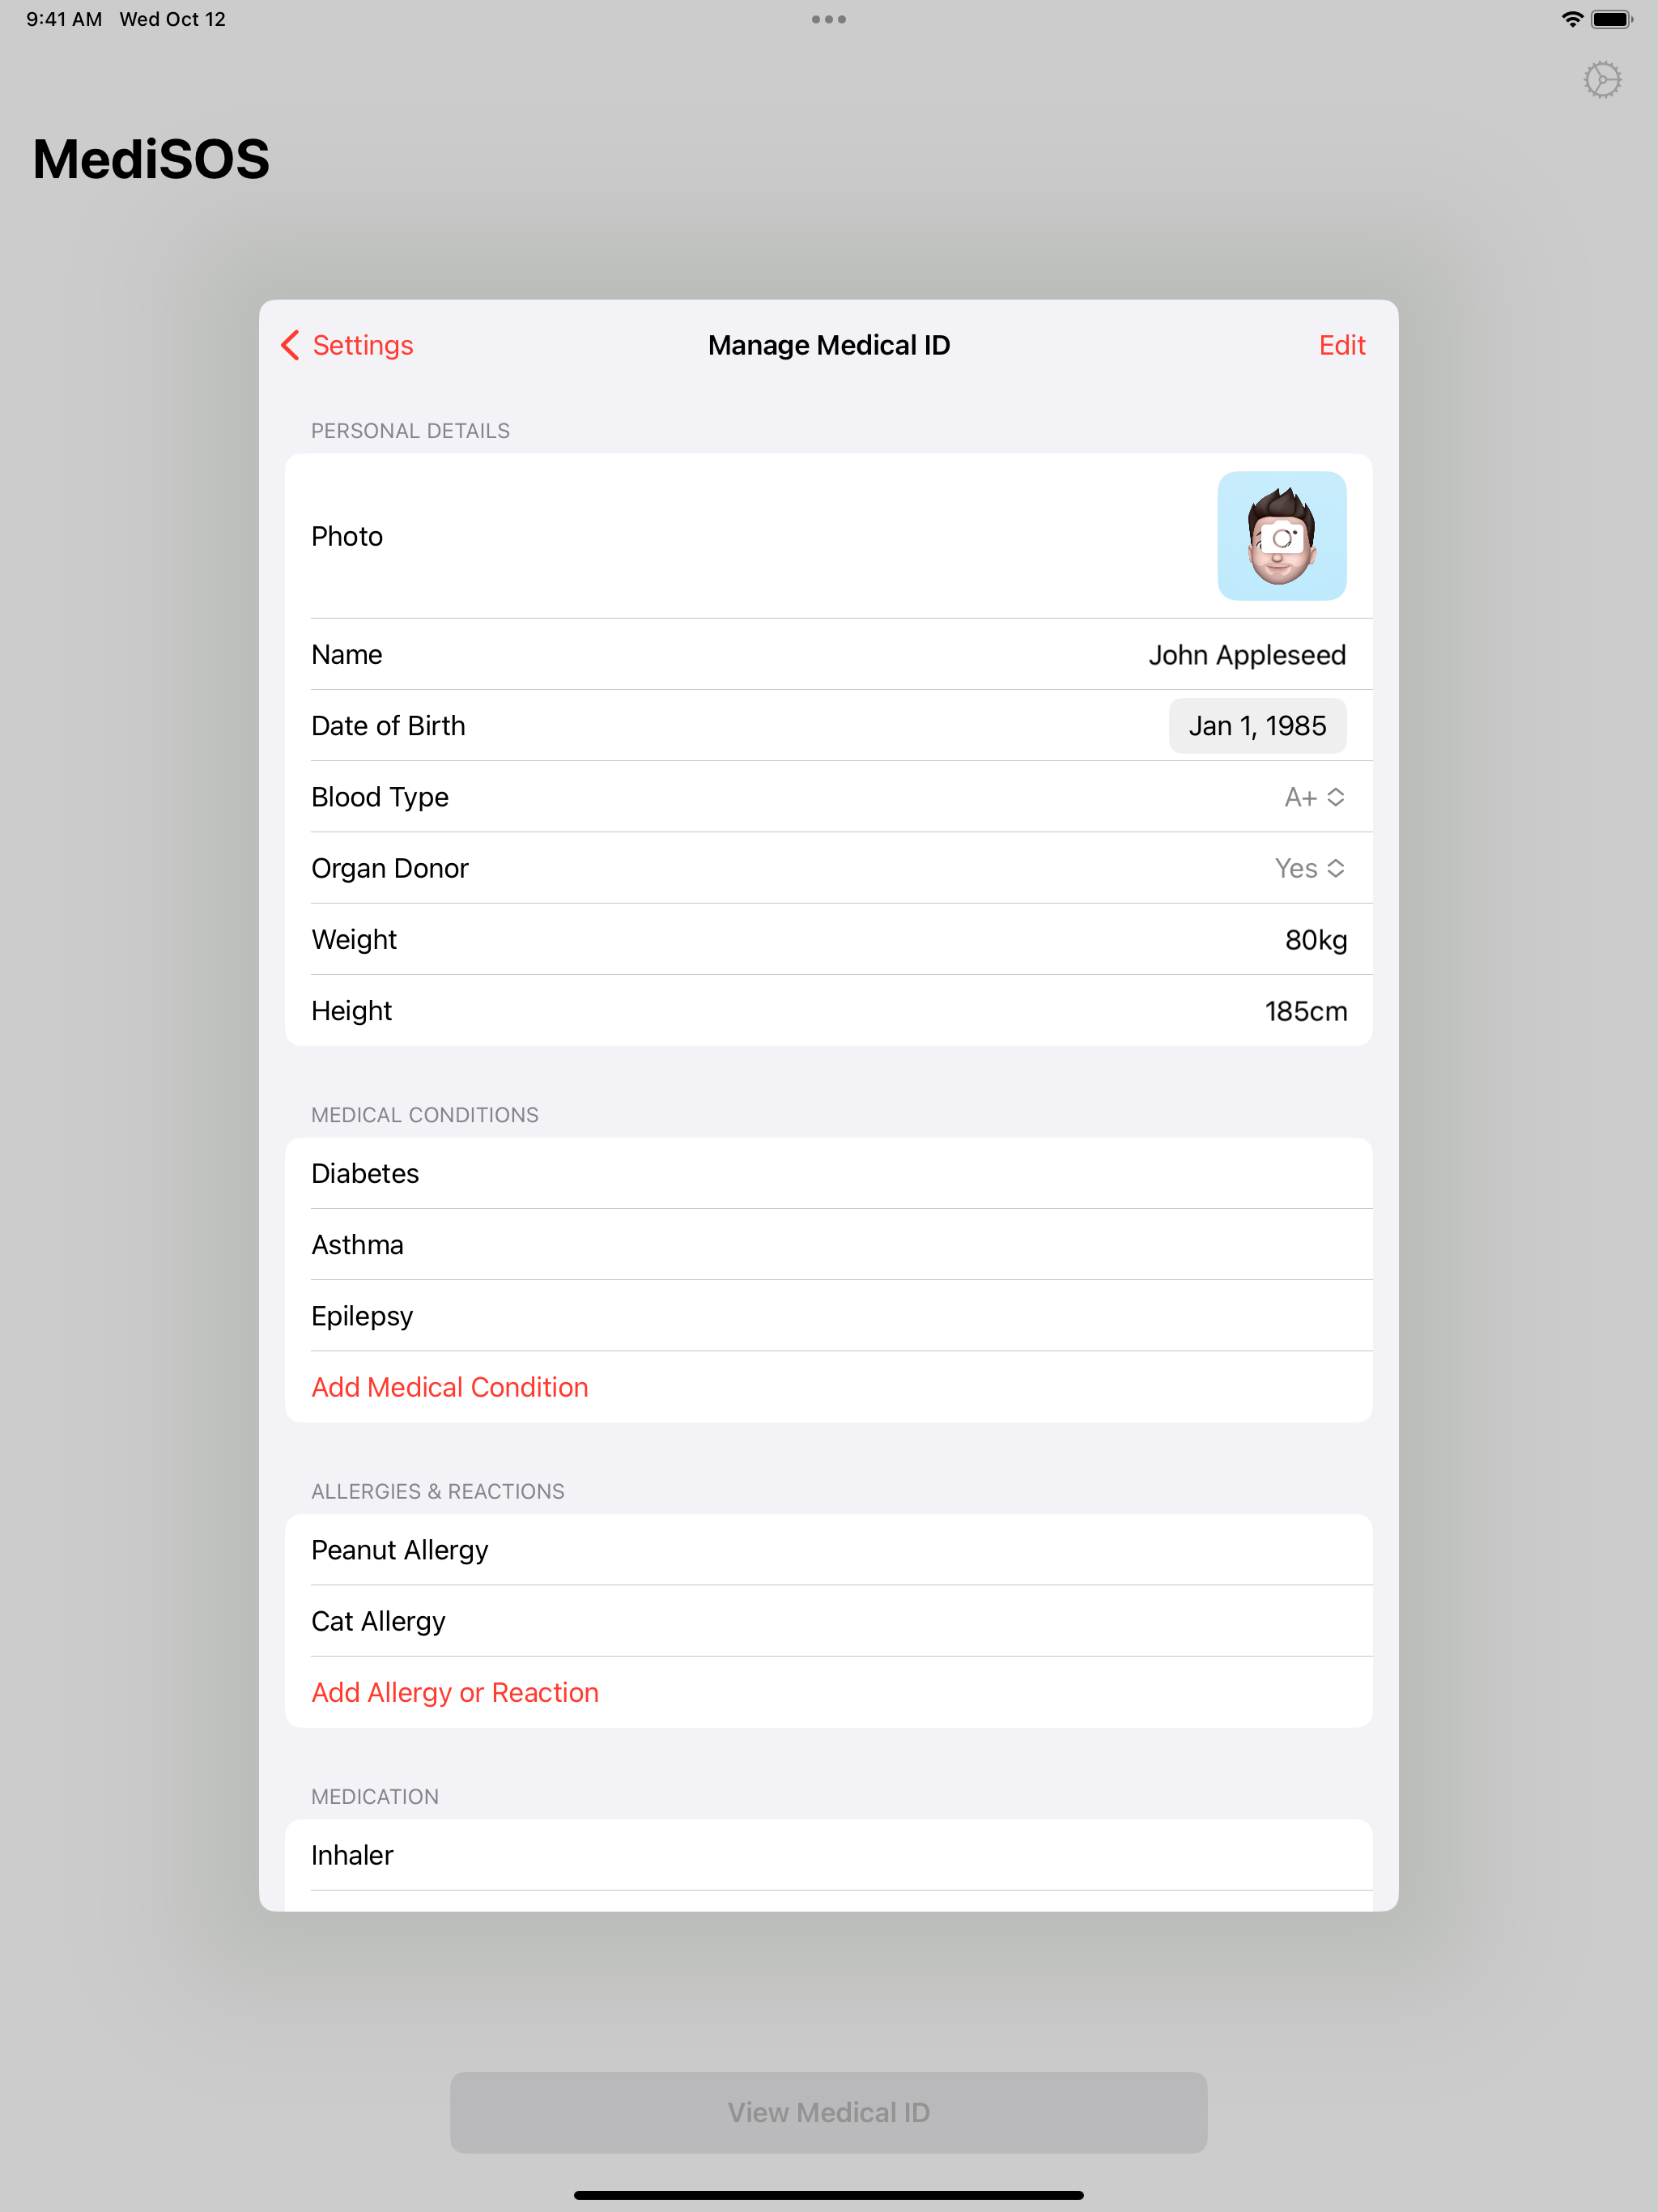 9:41 AM Wed Oct 12
MediSOS
Settings Manage Medical ID Edit
PERSONAL DETAILS
Photo
Name John Appleseed
Date of Birth Jan 1, 1985
Blood Type A+
Organ Donor Yes
Weight 80kg
Height 185cm
MEDICAL CONDITIONS
Diabetes
Asthma
Epilepsy
Add Medical Condition
ALLERGIES & REACTIONS
Peanut Allergy
Cat Allergy
Add Allergy or Reaction
MEDICATION
Inhaler
View Medical ID